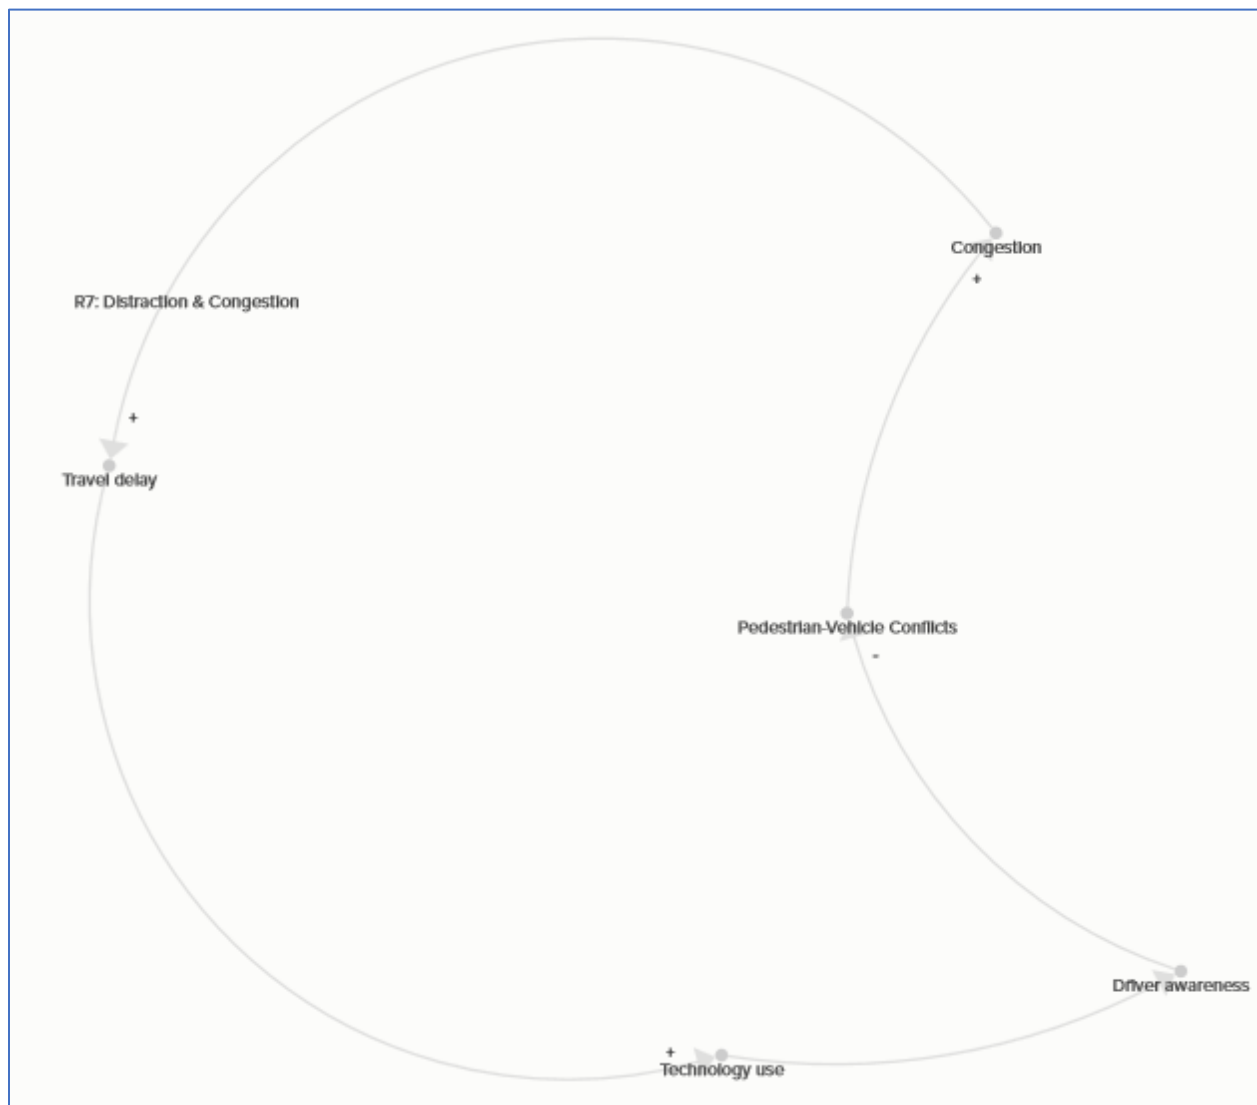 Congestion
+
R7: Distraction & Congestion
+
Travel delay
Pedestrian-Vehicle Conflicts
-
Driver awareness
+
Technology use